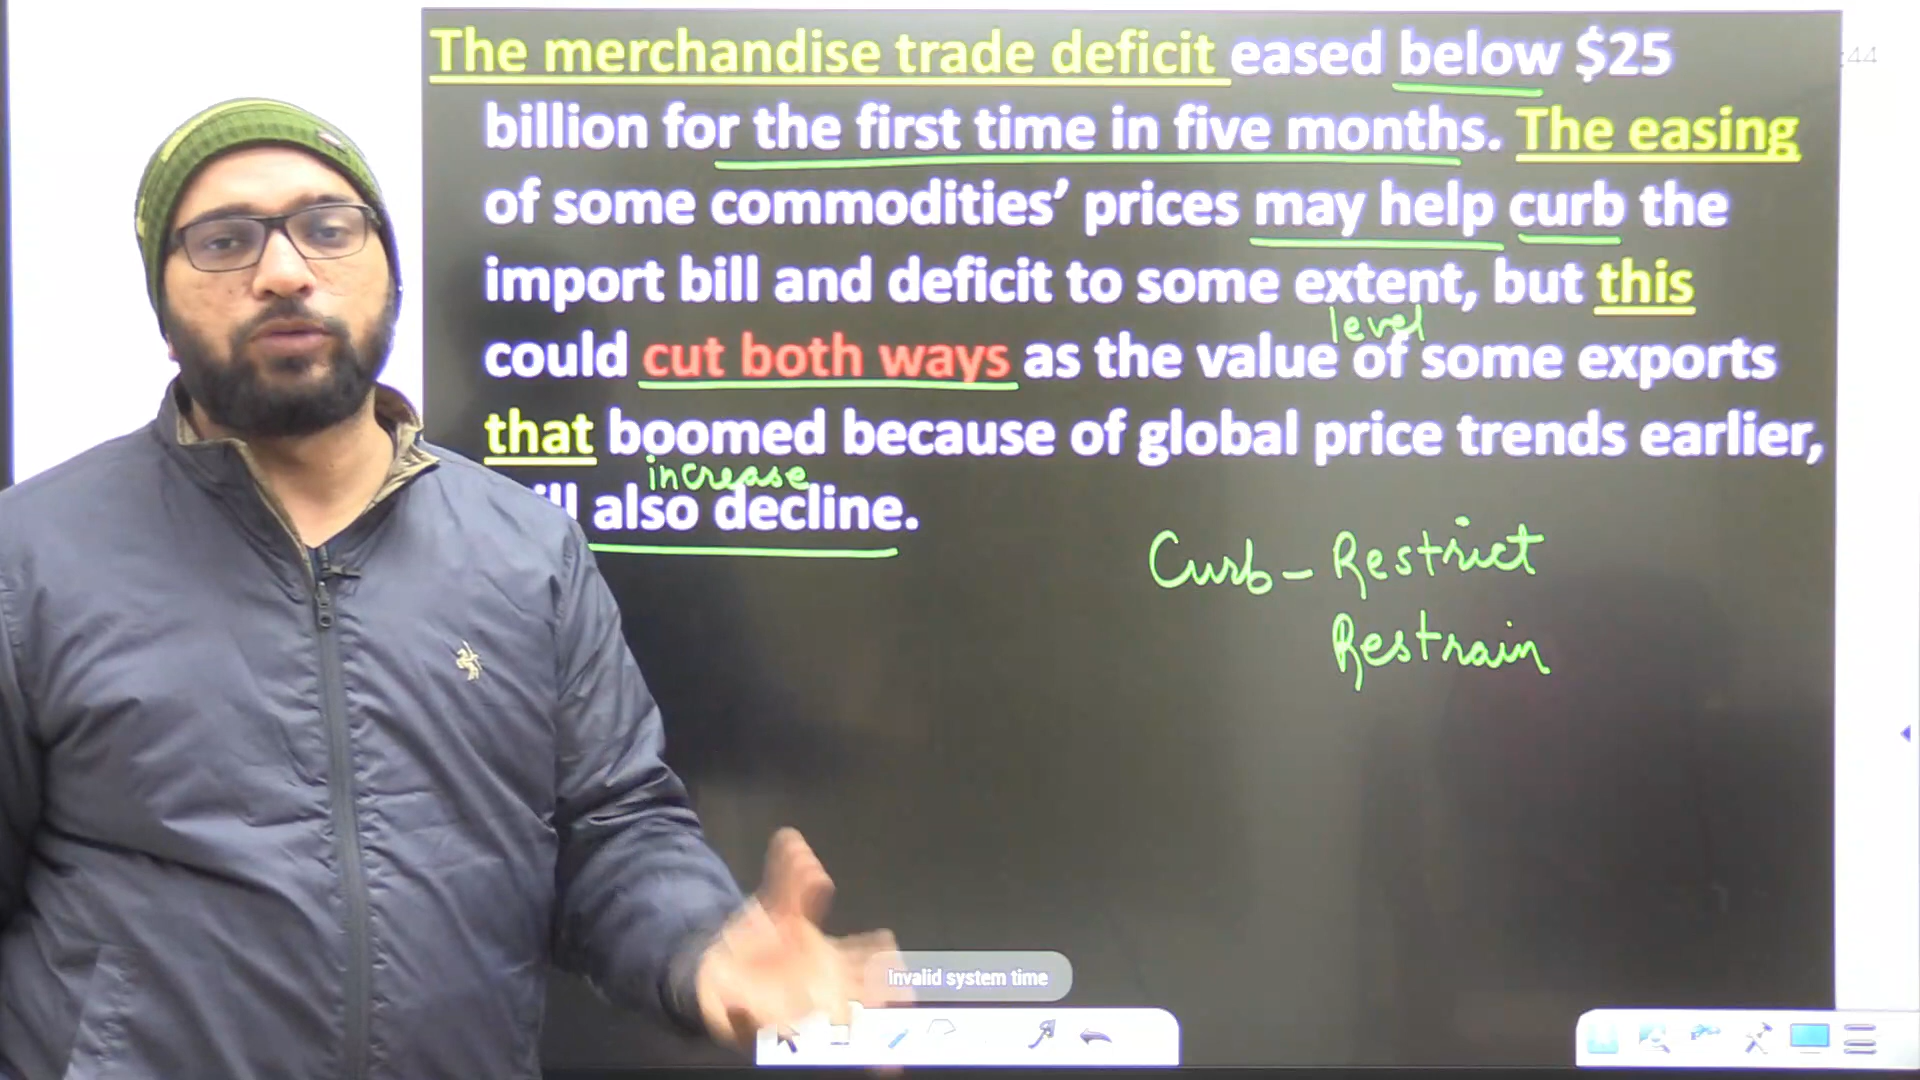 The merchandise trade deficit eased below $25
:44
billion for the first time in five months. The easing
of some commodities’ prices may help curb the
import bill and deficit to some extent, but this
level
could cut both ways as the value of some exports
that boomed because of global price trends earlier,
increase
also decline.
Curb - Restrict
Restrain
Invalid system time